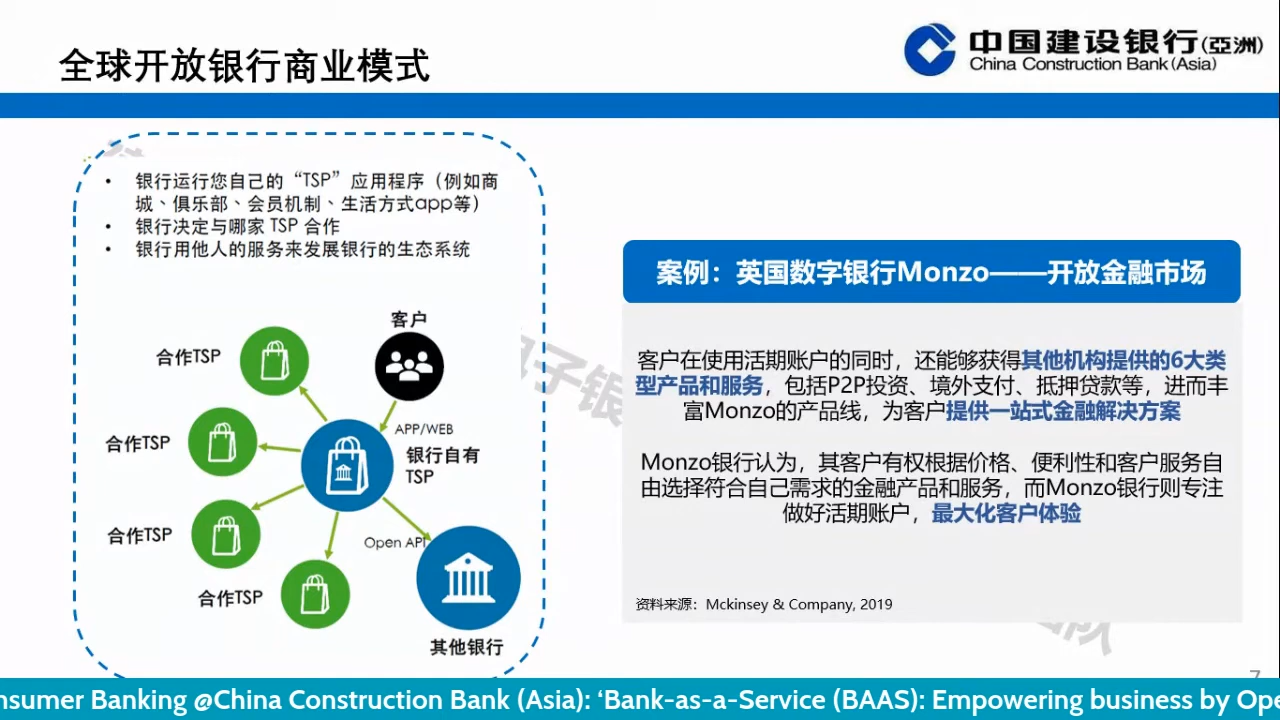 全球开放银行商业模式
中国建设银行(亞洲)
China Construction Bank (Asia)
• 银行运行您自己的“TSP”应用程序（例如商
城、俱乐部、会员机制、生活方式app等）
• 银行决定与哪家 TSP 合作
• 银行用他人的服务来发展银行的生态系统
客户
合作TSP
APP/WEB
合作TSP
银行自有
TSP
合作TSP
Open API
合作TSP
其他银行
案例：英国数字银行Monzo——开放金融市场
客户在使用活期账户的同时，还能够获得其他机构提供的6大类
型产品和服务，包括P2P投资、境外支付、抵押贷款等，进而丰
富Monzo的产品线，为客户提供一站式金融解决方案
Monzo银行认为，其客户有权根据价格、便利性和客户服务自
由选择符合自己需求的金融产品和服务，而Monzo银行则专注
做好活期账户，最大化客户体验
资料来源：Mckinsey & Company, 2019
nsumer Banking @China Construction Bank (Asia): ‘Bank-as-a-Service (BAAS): Empowering business by Ope